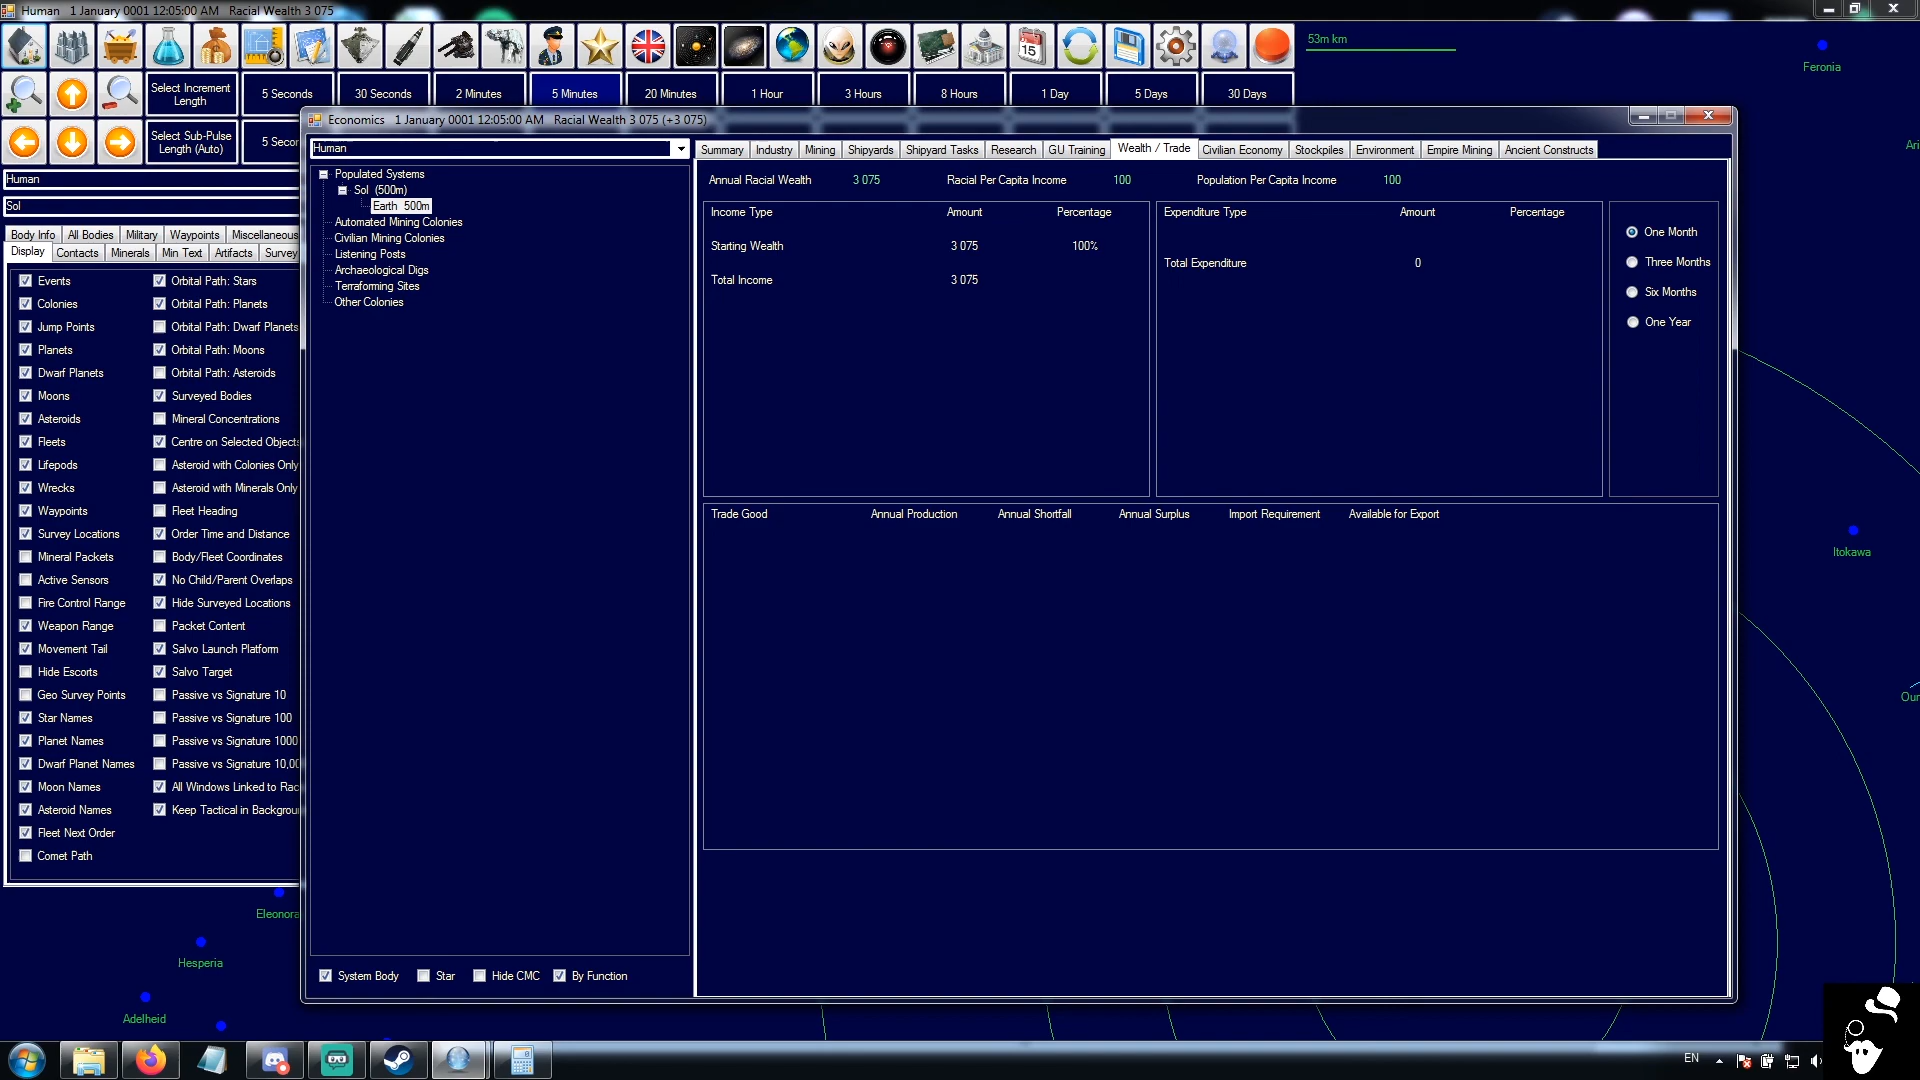 Human 1 January 0001 12:05:00 AM Racial Wealth 3 075
53m km
Feronia
Select Increment Length
5 Seconds
30 Seconds
2 Minutes
5 Minutes
20 Minutes
1 Hour
3 Hours
8 Hours
1 Day
5 Days
30 Days
Select Sub-Pulse Length (Auto)
Economics 1 January 0001 12:05:00 AM Racial Wealth 3 075 (+3 075)
Human
Sol
Body Info All Bodies Military Waypoints Miscellaneous
Display Contacts Minerals Min Text Artifacts Survey
Events Orbital Path: Stars
Colonies Orbital Path: Planets
Jump Points Orbital Path: Dwarf Planets
Planets Orbital Path: Moons
Dwarf Planets Orbital Path: Asteroids
Moons Surveyed Bodies
Asteroids Mineral Concentrations
Fleets Centre on Selected Objects
Lifepods Asteroid with Colonies Only
Wrecks Asteroid with Minerals Only
Waypoints Fleet Heading
Survey Locations Order Time and Distance
Mineral Packets Body/Fleet Coordinates
Active Sensors No Child/Parent Overlaps
Fire Control Range Hide Surveyed Locations
Weapon Range Packet Content
Movement Tail Salvo Launch Platform
Hide Escorts Salvo Target
Geo Survey Points Passive vs Signature 10
Star Names Passive vs Signature 100
Planet Names Passive vs Signature 1000
Dwarf Planet Names Passive vs Signature 10,00
Moon Names All Windows Linked to Rac
Asteroid Names Keep Tactical in Backgrou
Fleet Next Order
Comet Path
Human
Populated Systems
Sol (500m)
Earth 500m
Automated Mining Colonies
Civilian Mining Colonies
Listening Posts
Archaeological Digs
Terraforming Sites
Other Colonies
System Body Star Hide CMC By Function
Summary Industry Mining Shipyards Shipyard Tasks Research GU Training Wealth / Trade Civilian Economy Stockpiles Environment Empire Mining Ancient Constructs
Annual Racial Wealth 3 075 Racial Per Capita Income 100 Population Per Capita Income 100
Income Type Amount Percentage
Starting Wealth 3 075 100%
Total Income 3 075
Expenditure Type Amount Percentage
Total Expenditure 0
One Month
Three Months
Six Months
One Year
Trade Good Annual Production Annual Shortfall Annual Surplus Import Requirement Available for Export
Itokawa
Eleonora
Hesperia
Adelheid
15
EN